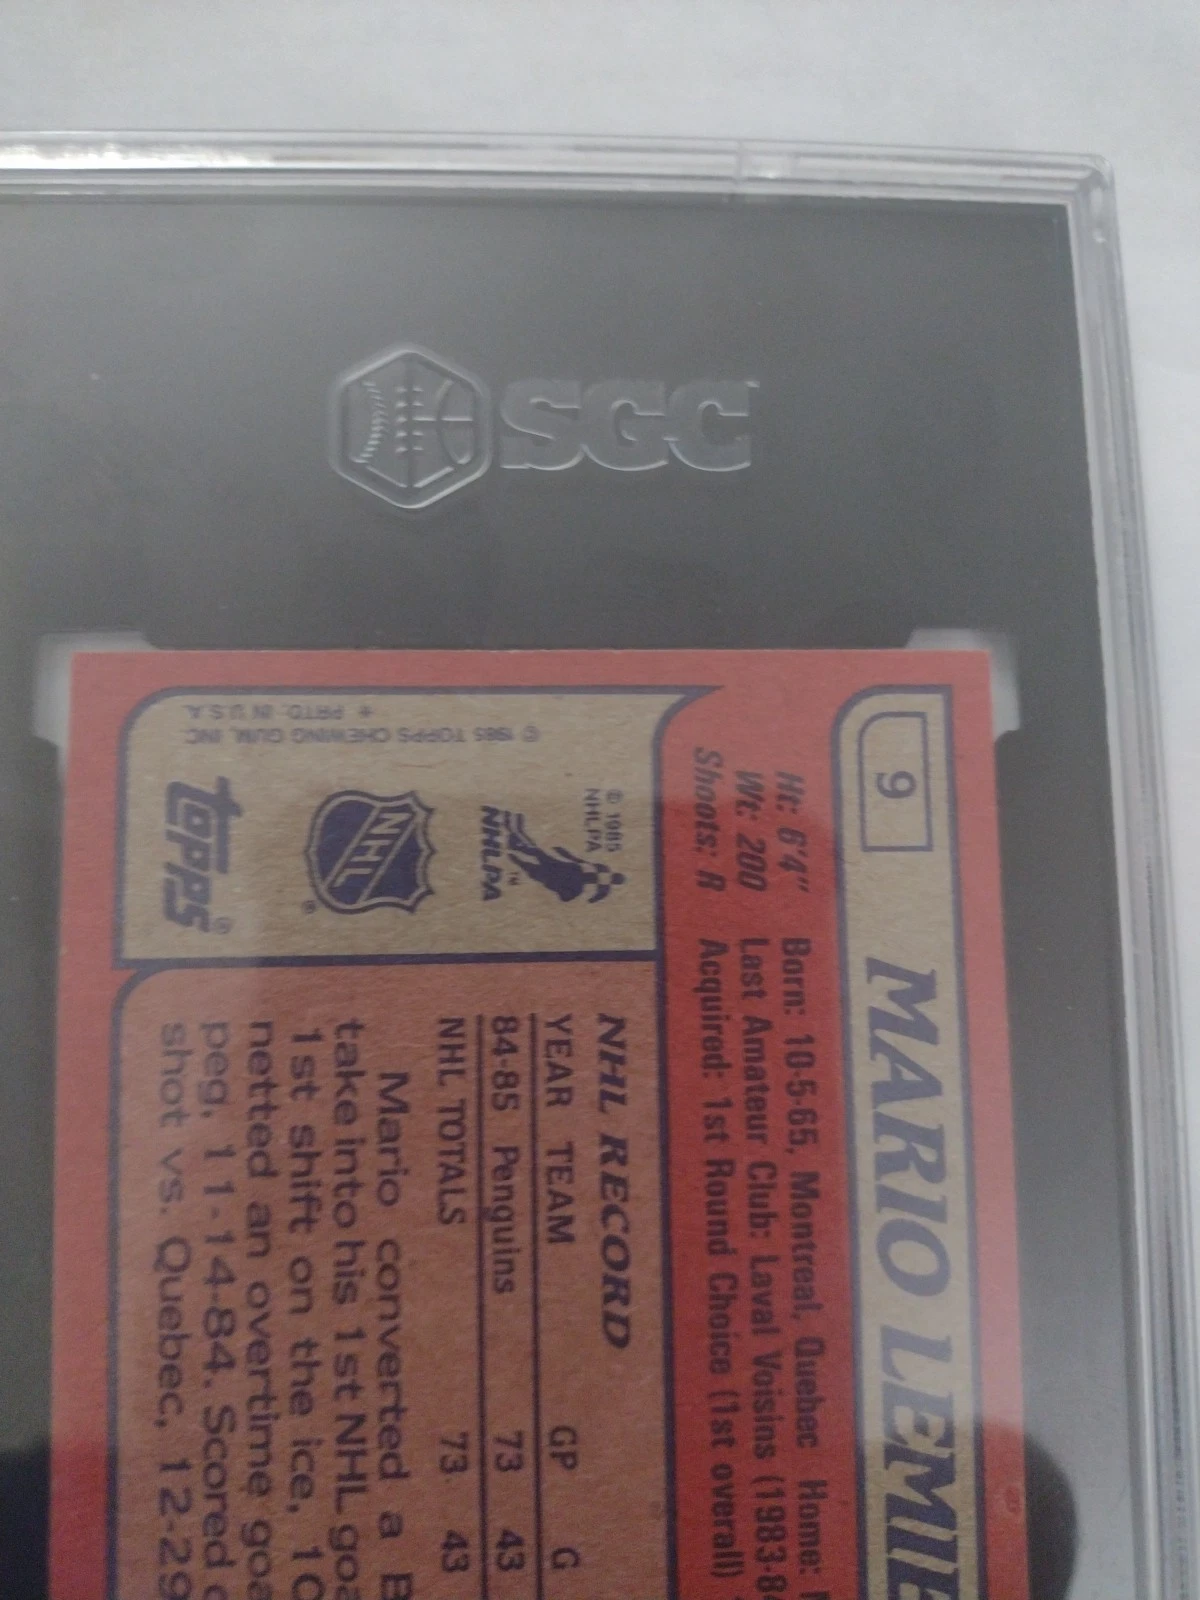 SGC
9
MARIO LEMIE
Ht: 6'4" Born: 10-5-65, Montreal, Quebec Home:
Wt: 200 Last Amateur Club: Laval Voisins (1983-84
Shoots: R Acquired: 1st Round Choice (1st overall)
© 1985
NHLPA
NHLPA™
NHL®
TOPPS®
© 1985 TOPPS CHEWING GUM, INC.
✶ PRTD. IN U.S.A.
NHL RECORD
YEAR TEAM GP G
84-85 Penguins 73 43
NHL TOTALS 73 43
Mario converted a B
take into his 1st NHL goa
1st shift on the ice, 10
netted an overtime goa
peg, 11-14-84. Scored
shot vs. Quebec, 12-29